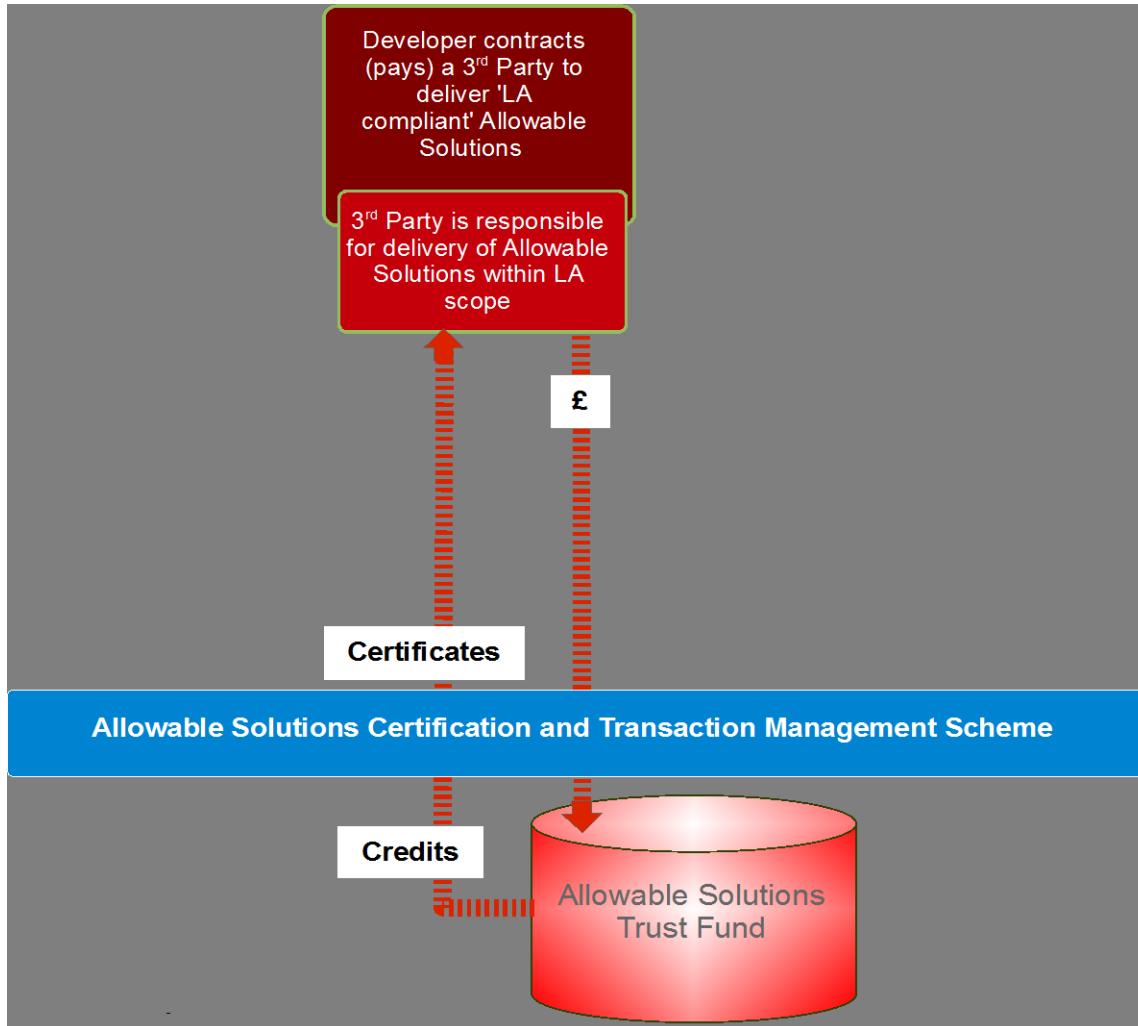 Developer contracts
(pays) a 3rd Party to
deliver 'LA
compliant' Allowable
Solutions
3rd Party is responsible
for delivery of Allowable
Solutions within LA
scope
£
Certificates
Allowable Solutions Certification and Transaction Management Scheme
Credits
Allowable Solutions
Trust Fund
-